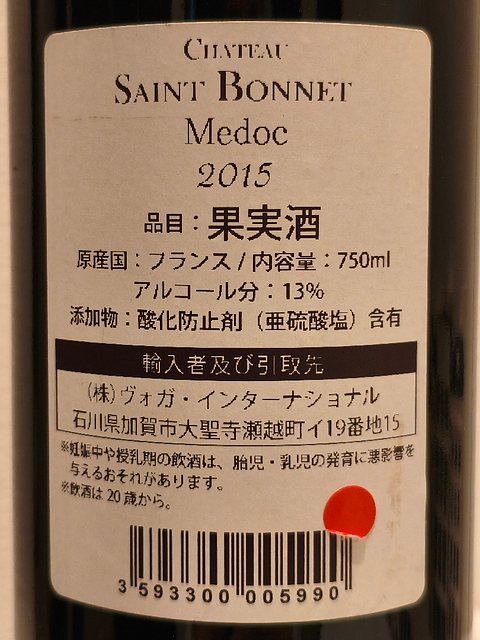 CHATEAU
SAINT BONNET
Medoc
2015
品目：果実酒
原産国：フランス / 内容量：750ml
アルコール分：13%
添加物：酸化防止剤（亜硫酸塩）含有
輸入者及び引取先
（株）ヴォガ・インターナショナル
石川県加賀市大聖寺瀬越町イ19番地15
※妊娠中や授乳期の飲酒は、胎児・乳児の発育に悪影響を
与えるおそれがあります。
※飲酒は20歳から。
3 593300 005990